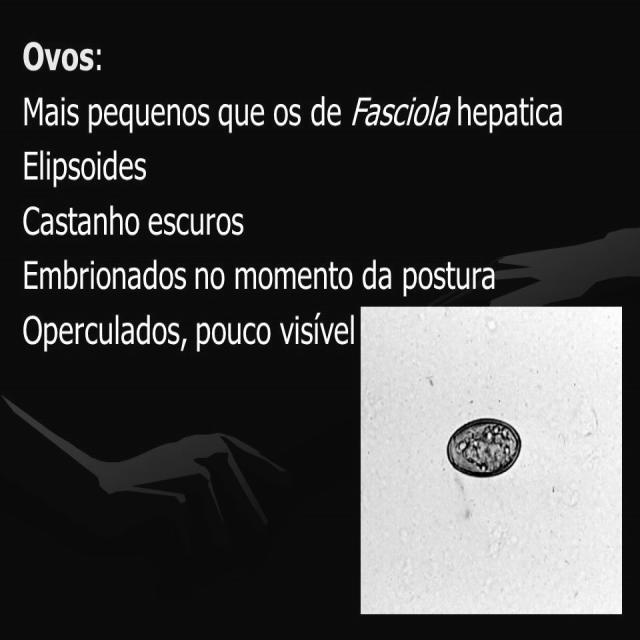 Ovos:
Mais pequenos que os de Fasciola hepatica
Elipsoides
Castanho escuros
Embrionados no momento da postura
Operculados, pouco visível